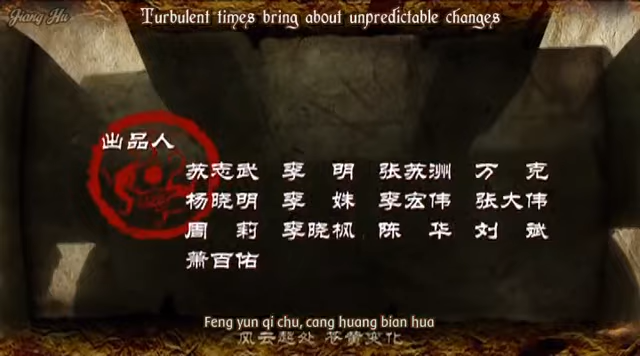 Jiang Hu
Turbulent times bring about unpredictable changes
出品人
苏志武 李 明 张苏洲 万 克
杨晓明 李 姝 李宏伟 张大伟
周 莉 李晓枫 陈 华 刘 斌
萧百佑
Feng yun qi chu, cang huang bian hua
风云起处 苍黄变化